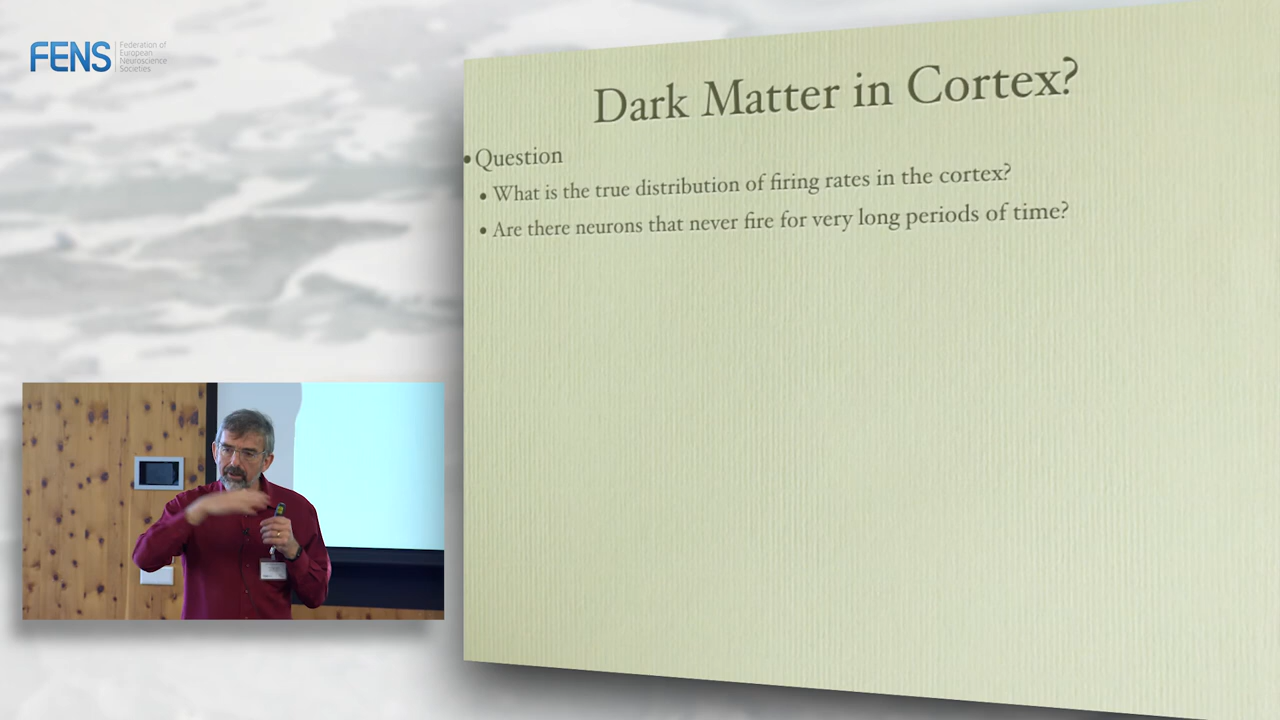 FENS
Federation of
European
Neuroscience
Societies
Dark Matter in Cortex?
• Question
• What is the true distribution of firing rates in the cortex?
• Are there neurons that never fire for very long periods of time?